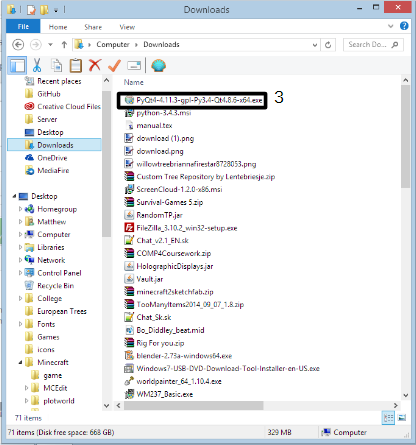 Downloads
File
Home
Share
View
Computer
Downloads
Recent places
GitHub
Creative Cloud Files
Server
Desktop
Downloads
OneDrive
MediaFire
Desktop
Homegroup
Matthew
Computer
Libraries
Network
Control Panel
Recycle Bin
College
European Trees
Fonts
Games
icons
Minecraft
game
MCEdit
plotworld
Name
PyQt4-4.11.3-gpl-Py3.4-Qt4.8.6-x64.exe
3
python-3.4.3.msi
manual.tex
download (1).png
download.png
willowtreebriannafirestar8728053.png
Custom Tree Repository by Lentebriesje.zip
ScreenCloud-1.2.0-x86.msi
Survival-Games 5.zip
RandomTP.jar
FileZilla_3.10.2_win32-setup.exe
Chat_v2.1_EN.sk
COMP4Coursework.zip
HolographicDisplays.jar
Vault.jar
minecraft2sketchfab.zip
TooManyItems2014_09_07_1.8.zip
Chat_Sk.sk
Bo_Diddley_beat.mid
Rig For you.zip
blender-2.73a-windows64.exe
Windows7-USB-DVD-Download-Tool-Installer-en-US.exe
worldpainter_64_1.10.4.exe
WM237_Basic.exe
71 items
71 items (Disk free space: 668 GB)
329 MB
Computer